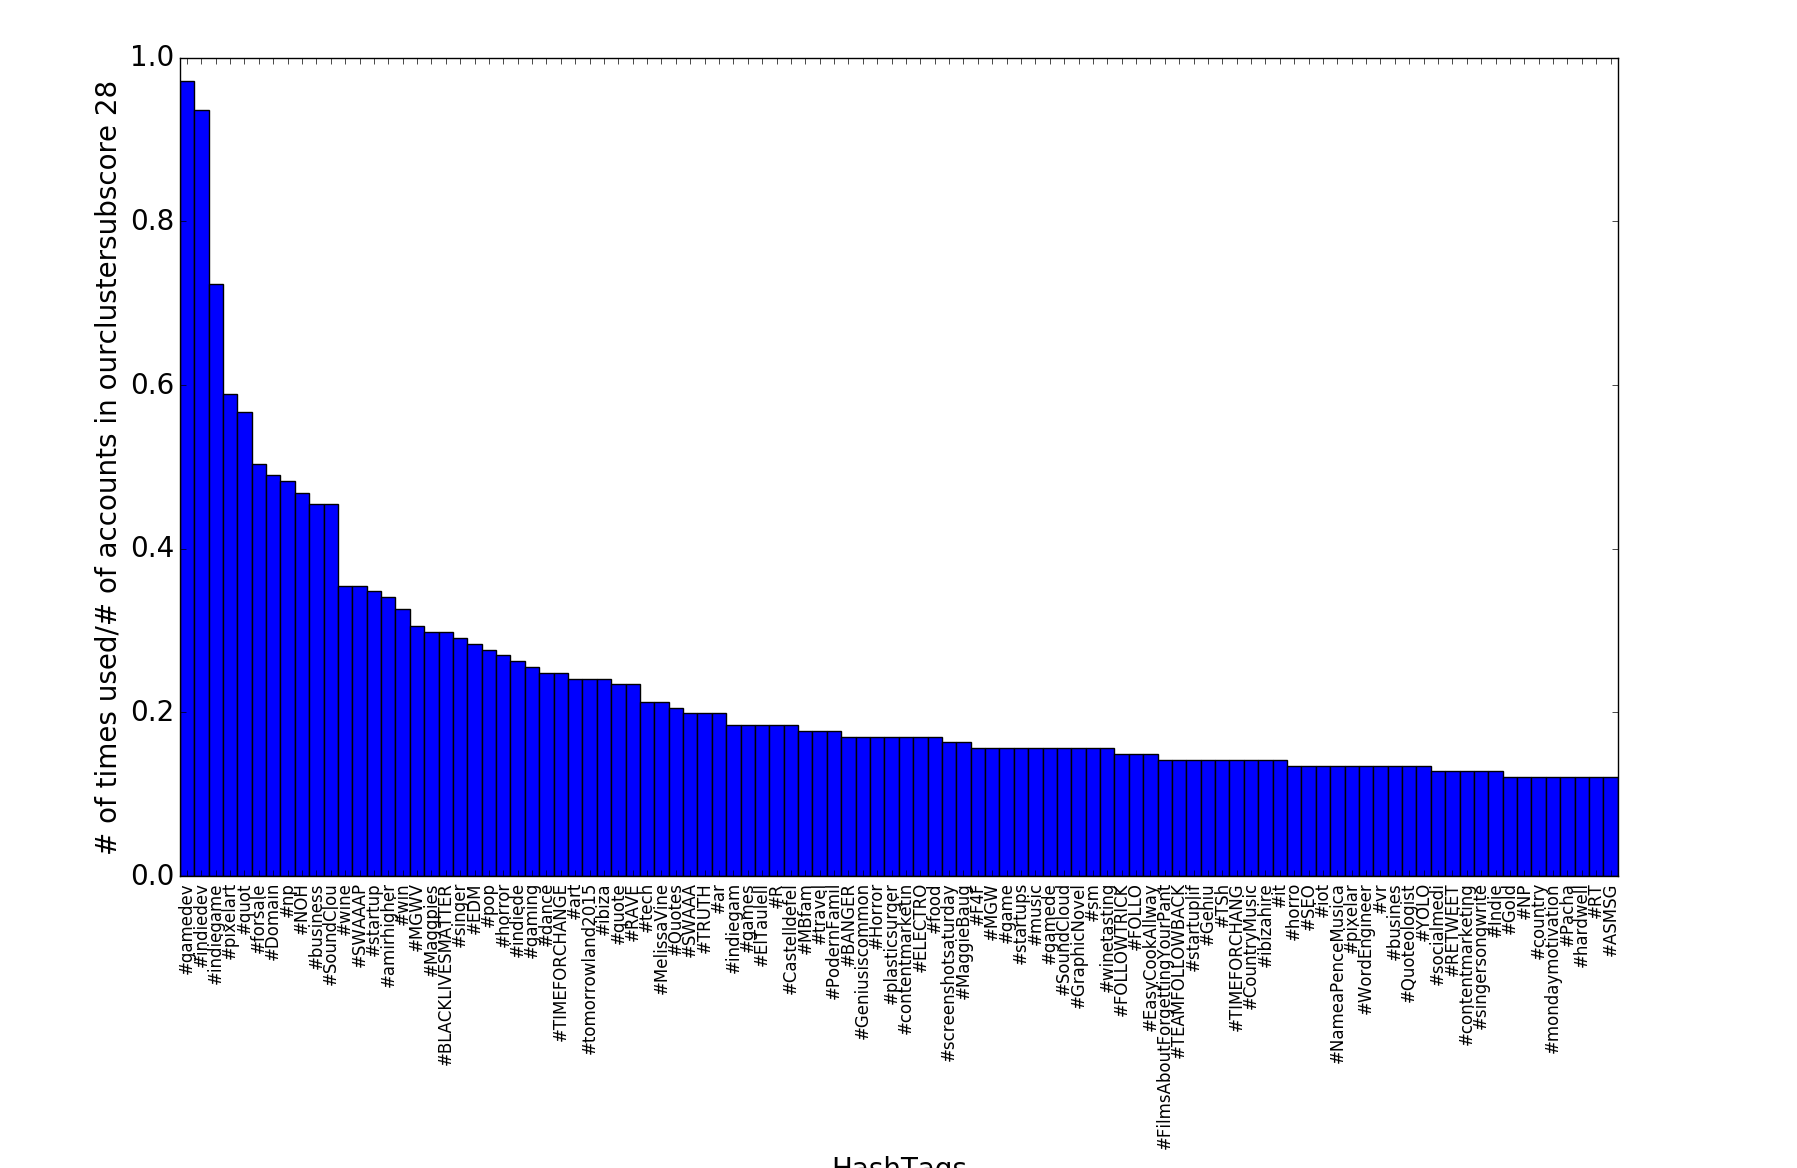 # of times used/# of accounts in ourclustersubscore 28
1.0
0.8
0.6
0.4
0.2
0.0
#gamedev
#indiedev
#indiegame
#pixelart
#quot
#forsale
#Domain
#np
#NOH
#business
#SoundClou
#wine
#SWAAAP
#startup
#amirhigher
#win
#MGWV
#Magppies
#BLACKLIVESMATTER
#singer
#EDM
#pop
#horror
#indiede
#gaming
#dane
#TIMEFORCHANGE
#art
#tomorrowland2015
#ibiza
#quote
#RAVE
#tech
#MelissaVine
#Quotes
#SWAAA
#TRUTH
#ar
#indiegam
#games
#ElTaulell
#R
#Castelldefel
#MBfam
#travel
#PodernFamil
#BANGER
#Geniusiscommon
#Horror
#plasticsurger
#contentmarketin
#ELECTRO
#food
#screenshotsaturday
#MaggieBaug
#F4F
#MGW
#game
#startups
#music
#gamede
#SoundCloud
#GraphicNovel
#sm
#winetasting
#FOLLOWTRICK
#FOLLO
#EasyCookAllway
#FilmsAboutForgettingYourPant
#TEAMFOLLOWBACK
#startuplif
#Geniu
#TSh
#TIMEFORCHANG
#CountryMusic
#ibizahire
#it
#horro
#SEO
#iot
#NameaPenceMusica
#pixelar
#WordEngineer
#vr
#busines
#Quoteologist
#YOLO
#socialmedi
#RETWEET
#contentmarketing
#singersongwrite
#Indie
#Gold
#NP
#country
#mondaymotivation
#Pacha
#hardwell
#RT
#ASMSG
HashTags